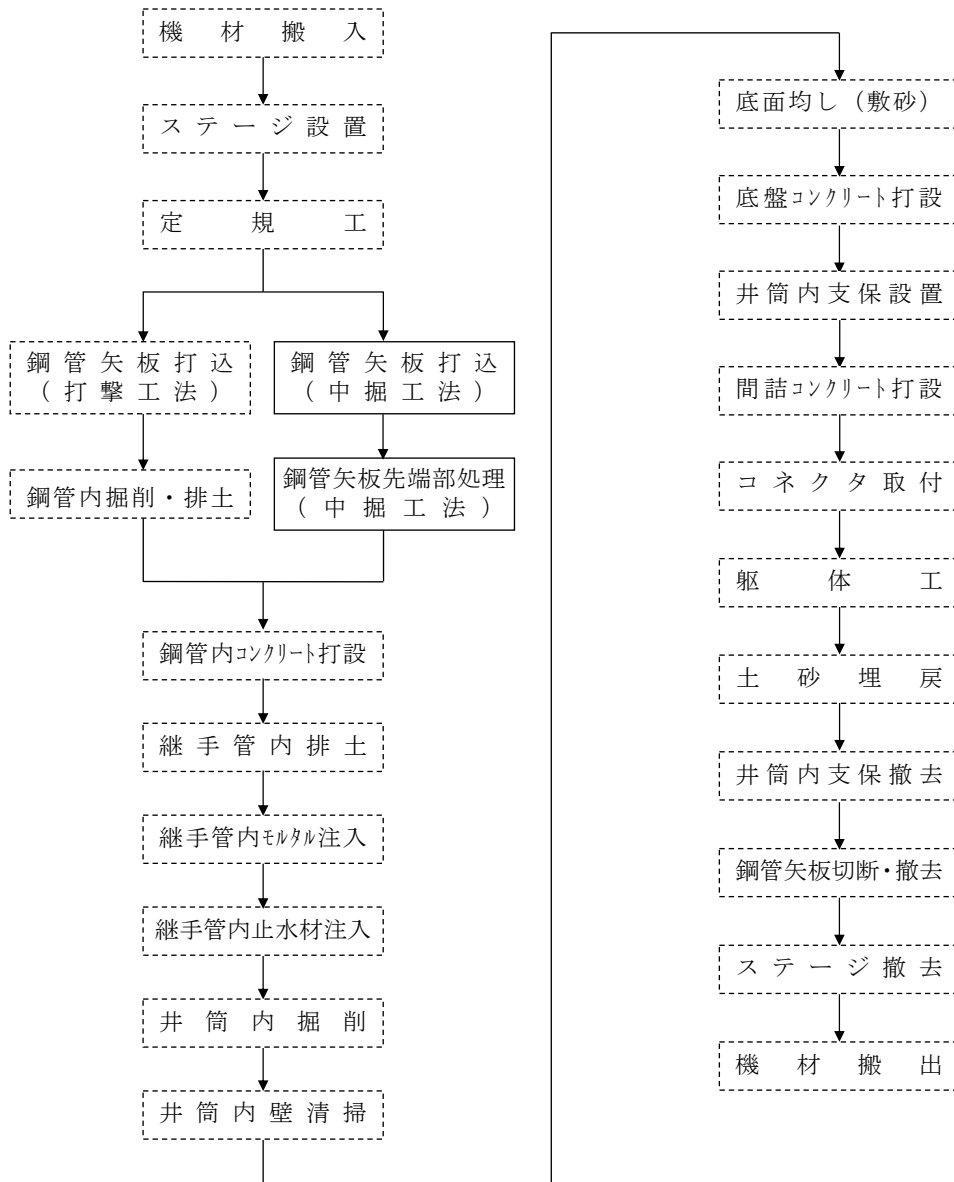 機材搬入
ステージ設置
定規工
鋼管矢板打込
(打撃工法)
鋼管矢板打込
(中掘工法)
鋼管内掘削・排土
鋼管矢板先端部処理
(中掘工法)
鋼管内コンクリート打設
継手管内排土
継手管内モルタル注入
継手管内止水材注入
井筒内掘削
井筒内壁清掃
底面均し(敷砂)
底盤コンクリート打設
井筒内支保設置
間詰コンクリート打設
コネクタ取付
躯体工
土砂埋戻
井筒内支保撤去
鋼管矢板切断・撤去
ステージ撤去
機材搬出